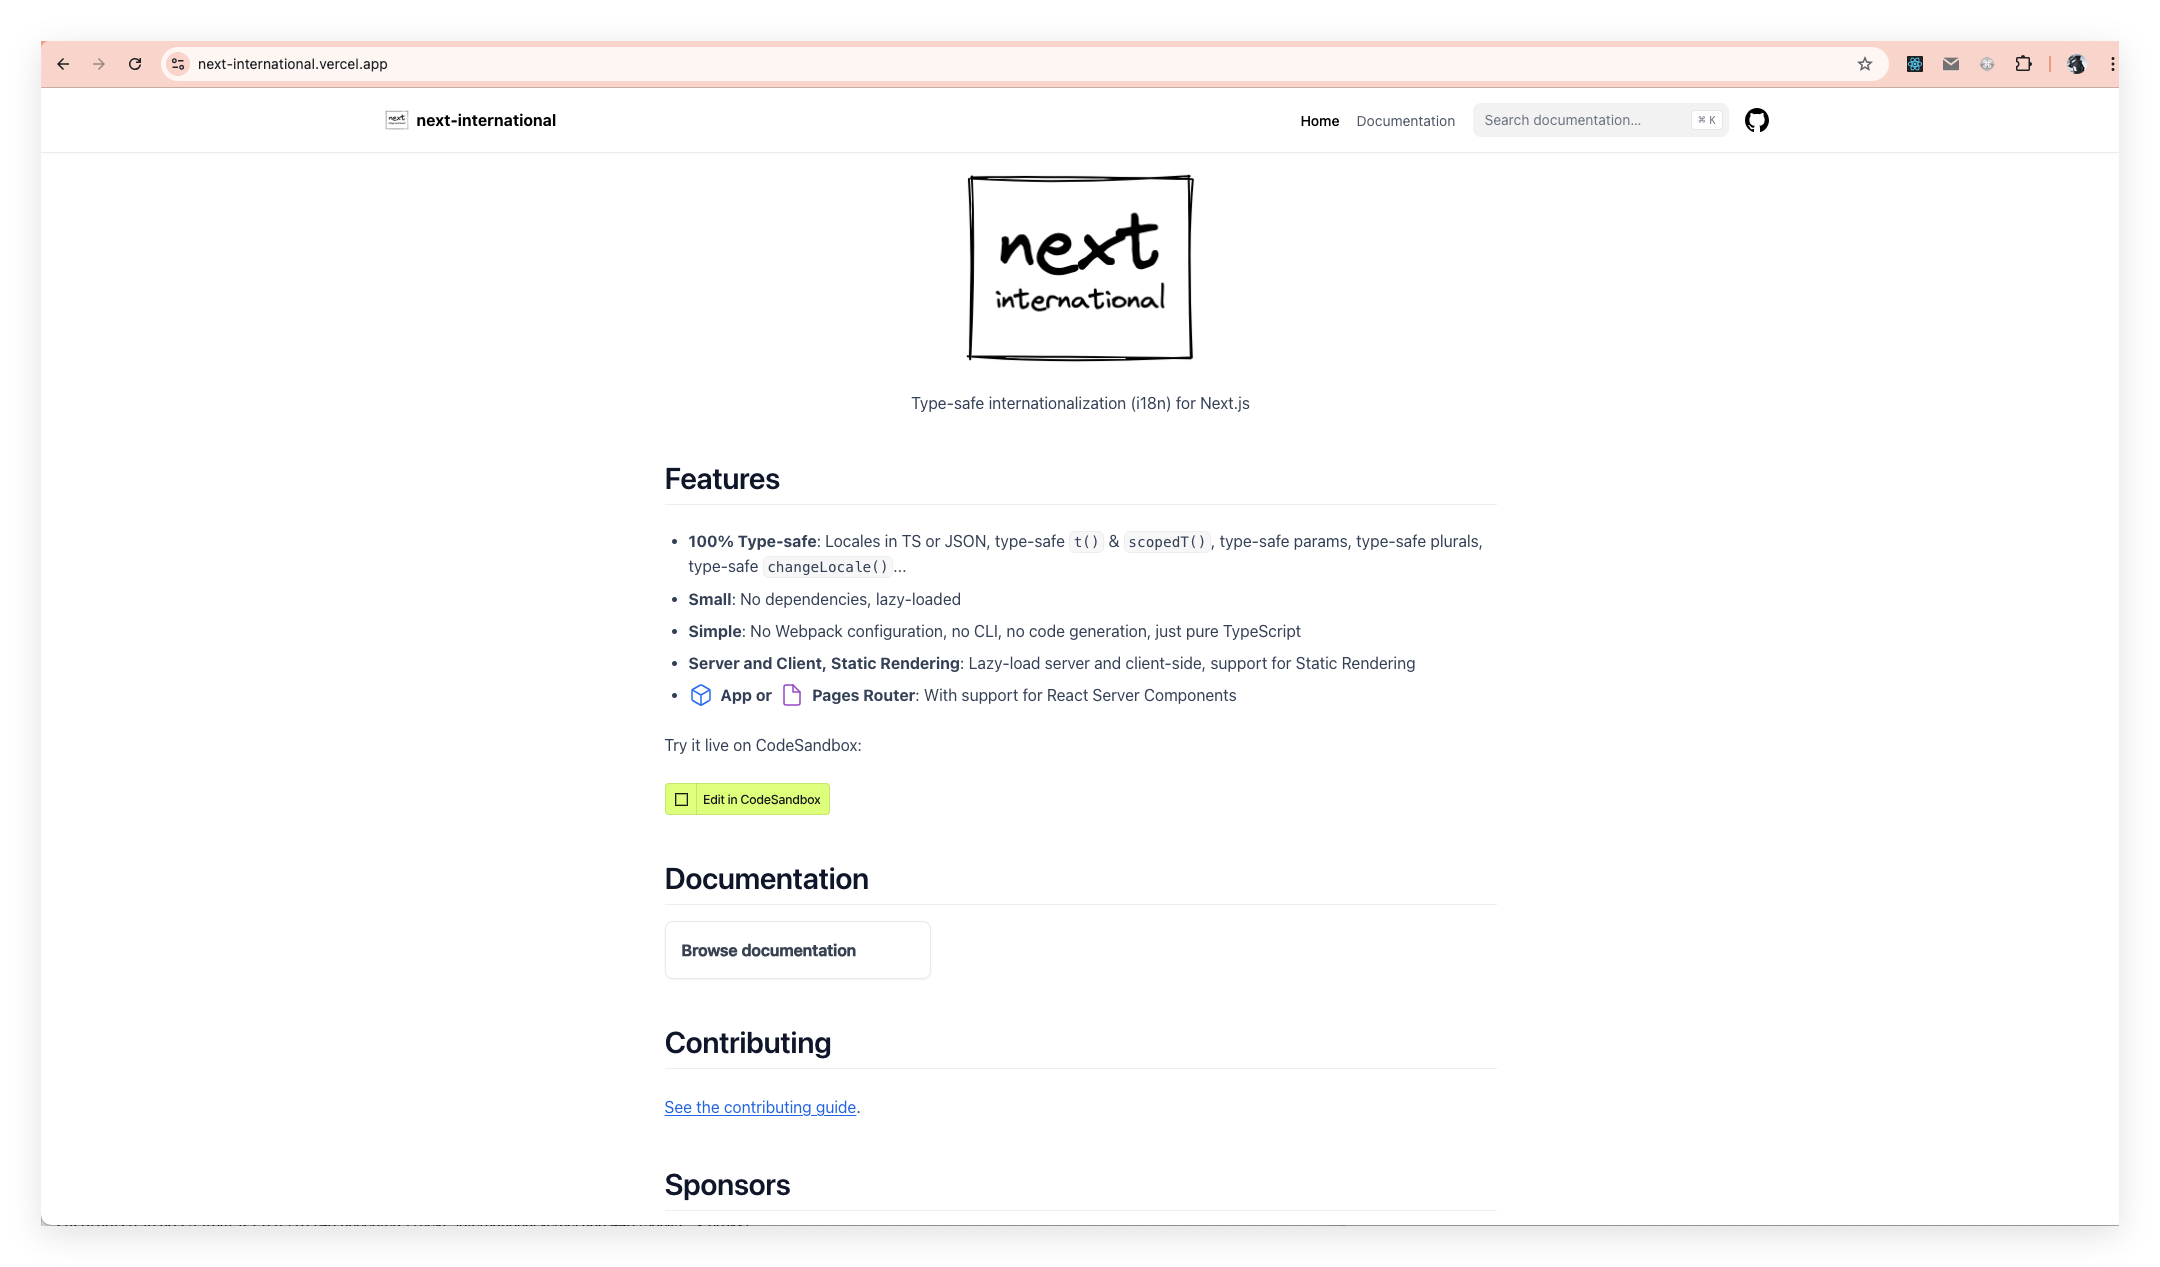 next-international.vercel.app
next international
next-international
Home
Documentation
Search documentation...
⌘ K
next
international
Type-safe internationalization (i18n) for Next.js
Features
• 100% Type-safe: Locales in TS or JSON, type-safe t() & scopedT(), type-safe params, type-safe plurals,
type-safe changeLocale()...
• Small: No dependencies, lazy-loaded
• Simple: No Webpack configuration, no CLI, no code generation, just pure TypeScript
• Server and Client, Static Rendering: Lazy-load server and client-side, support for Static Rendering
• App or Pages Router: With support for React Server Components
Try it live on CodeSandbox:
Edit in CodeSandbox
Documentation
Browse documentation
Contributing
See the contributing guide.
Sponsors